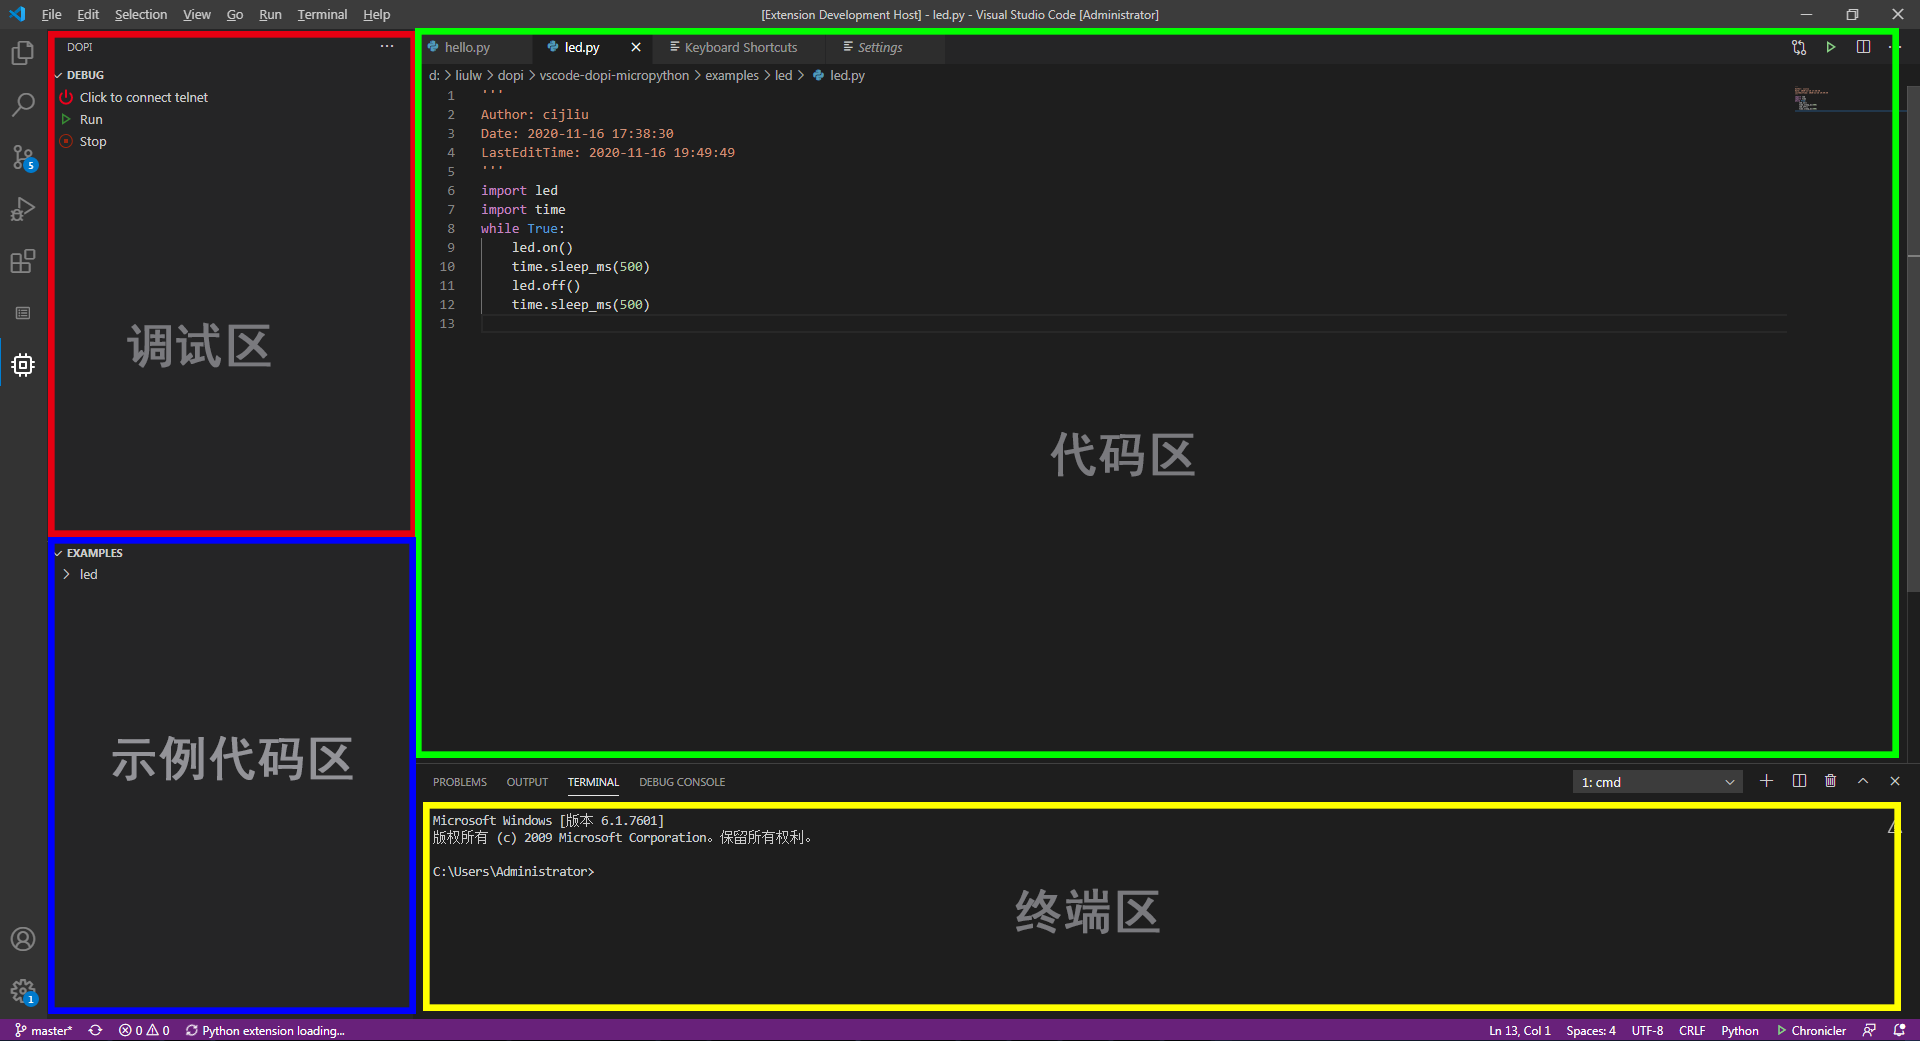 File Edit Selection View Go Run Terminal Help
[Extension Development Host] - led.py - Visual Studio Code [Administrator]
DOPI
DEBUG
Click to connect telnet
Run
Stop
调试区
EXAMPLES
led
示例代码区
hello.py led.py Keyboard Shortcuts Settings
d: > liulw > dopi > vscode-dopi-micropython > examples > led > led.py
1 '''
2 Author: cijliu
3 Date: 2020-11-16 17:38:30
4 LastEditTime: 2020-11-16 19:49:49
5 '''
6 import led
7 import time
8 while True:
9 led.on()
10 time.sleep_ms(500)
11 led.off()
12 time.sleep_ms(500)
13
代码区
PROBLEMS OUTPUT TERMINAL DEBUG CONSOLE
1: cmd
Microsoft Windows [版本 6.1.7601]
版权所有 (c) 2009 Microsoft Corporation。保留所有权利。
C:\Users\Administrator>
终端区
5
1
master* 0 0 Python extension loading...
Ln 13, Col 1 Spaces: 4 UTF-8 CRLF Python Chronicler